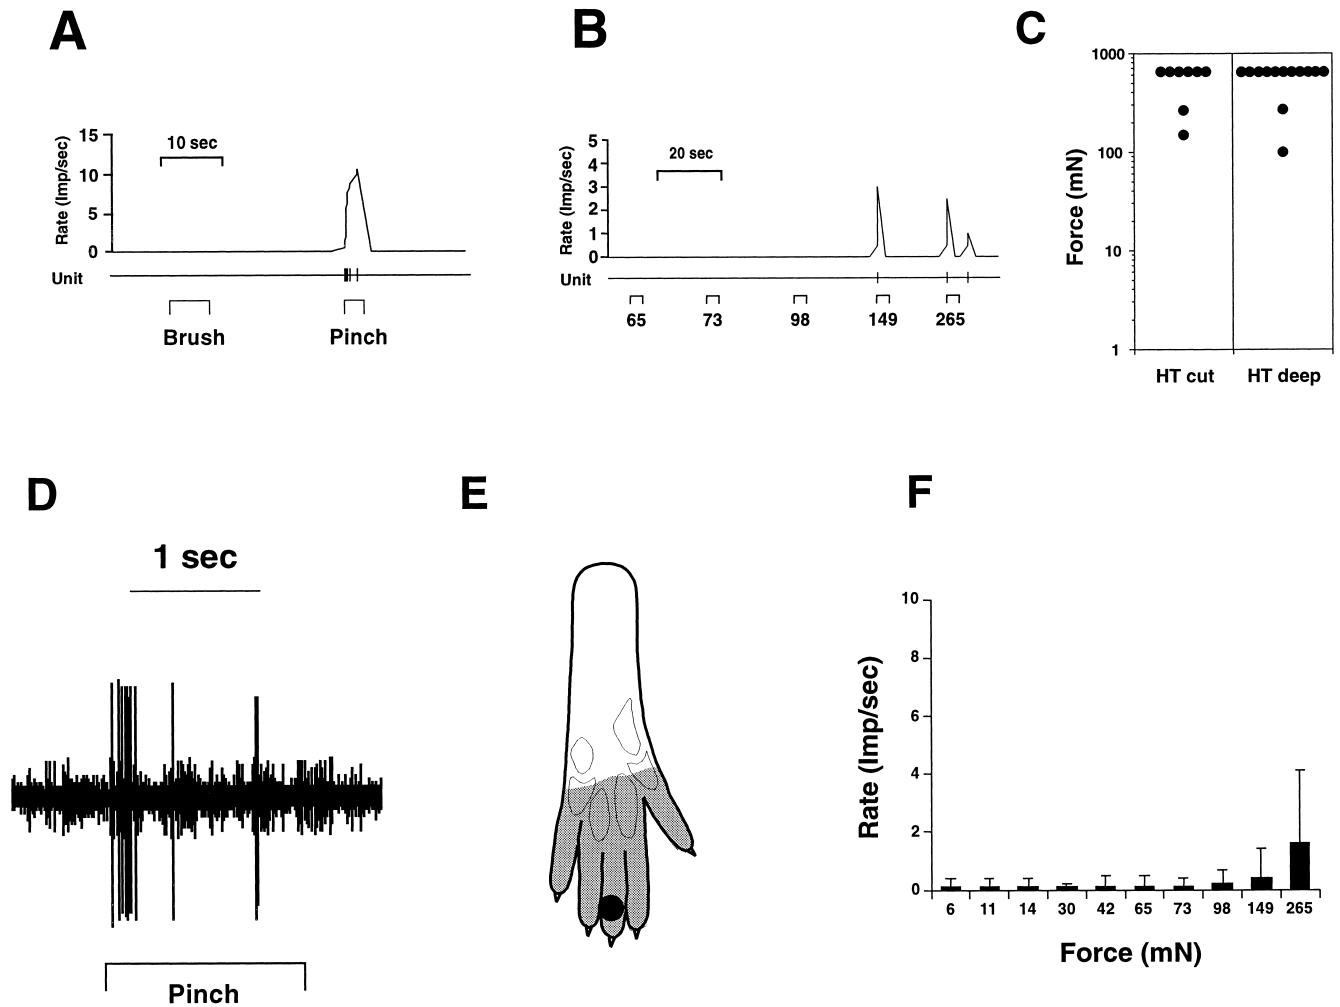 A
15
10 sec
10
5
0
Rate (Imp/sec)
Unit
Brush
Pinch
B
5
4
3
2
1
0
20 sec
Rate (Imp/sec)
Unit
65
73
98
149
265
C
1000
100
10
1
Force (mN)
HT cut
HT deep
D
1 sec
Pinch
E
F
10
8
6
4
2
0
Rate (Imp/sec)
6
11
14
30
42
65
73
98
149
265
Force (mN)